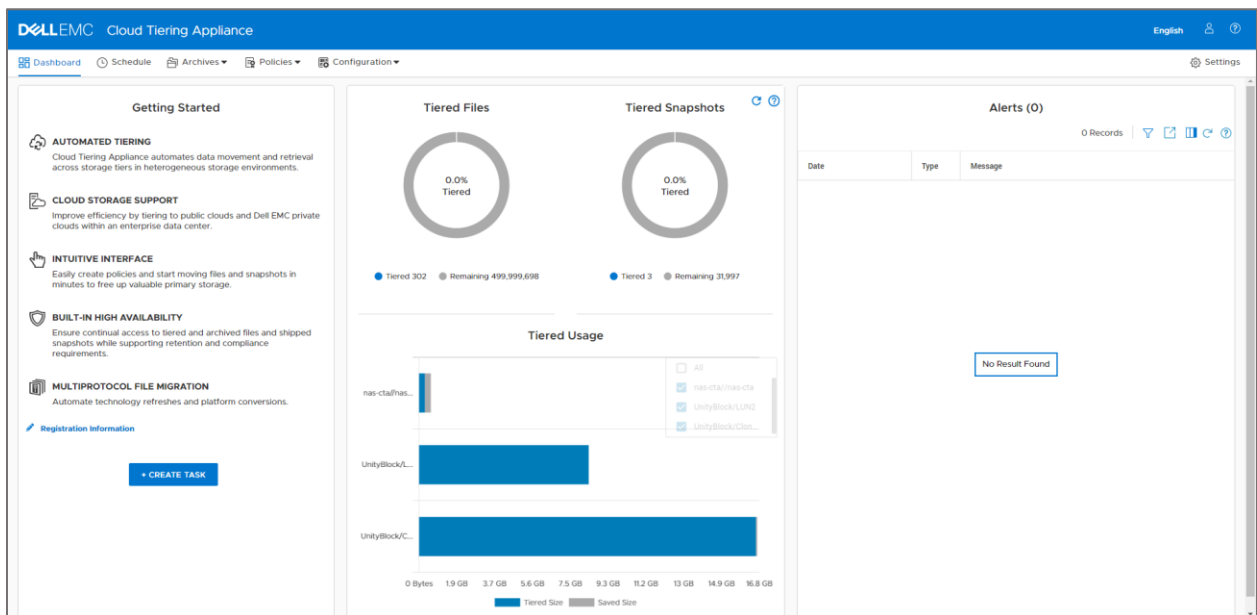 DELLEMC Cloud Tiering Appliance
English
Dashboard Schedule Archives Policies Configuration
Settings
Getting Started
AUTOMATED TIERING
Cloud Tiering Appliance automates data movement and retrieval
across storage tiers in heterogeneous storage environments.
CLOUD STORAGE SUPPORT
Improve efficiency by tiering to public clouds and Dell EMC private
clouds within an enterprise data center.
INTUITIVE INTERFACE
Easily create policies and start moving files and snapshots in
minutes to free up valuable primary storage.
BUILT-IN HIGH AVAILABILITY
Ensure continual access to tiered and archived files and shipped
snapshots while supporting retention and compliance
requirements.
MULTIPROTOCOL FILE MIGRATION
Automate technology refreshes and platform conversions.
Registration Information
+ CREATE TASK
Tiered Files
0.0%
Tiered
Tiered 302 Remaining 499,999,698
Tiered Snapshots
0.0%
Tiered
Tiered 3 Remaining 31,997
Tiered Usage
All
nas-cta//nas-cta
UnityBlock/LUN2
UnityBlock/Clon...
nas-cta//nas...
UnityBlock/L...
UnityBlock/C...
0 Bytes 1.9 GB 3.7 GB 5.6 GB 7.5 GB 9.3 GB 11.2 GB 13 GB 14.9 GB 16.8 GB
Tiered Size Saved Size
Alerts (0)
0 Records
Date Type Message
No Result Found